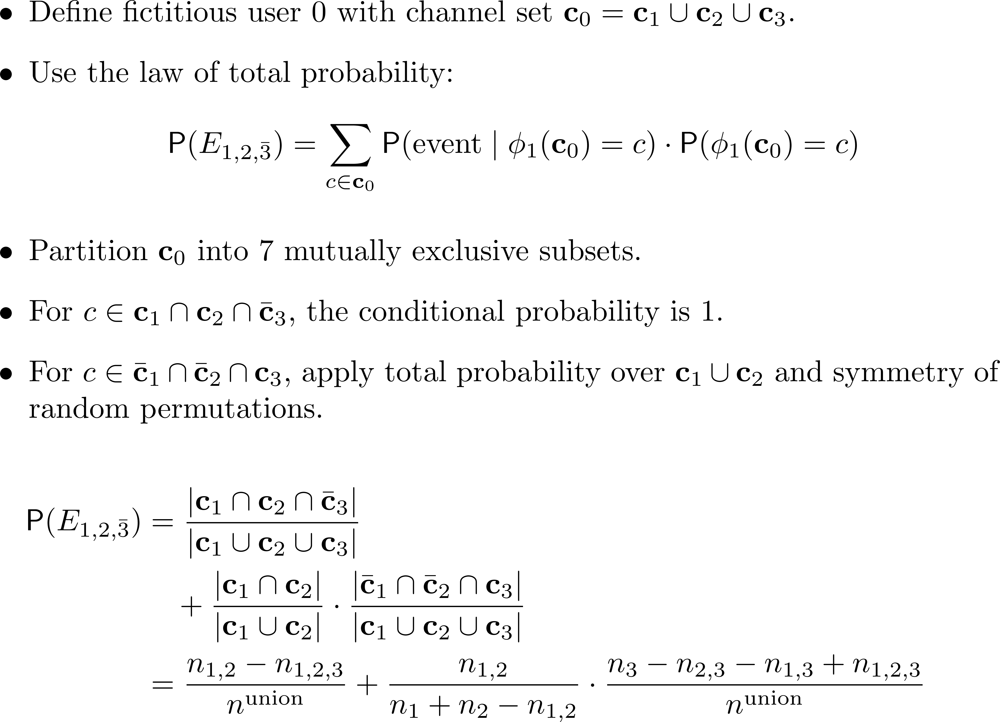 • Define fictitious user 0 with channel set $\mathbf{c}_0 = \mathbf{c}_1 \cup \mathbf{c}_2 \cup \mathbf{c}_3$.
• Use the law of total probability:
$\mathsf{P}(E_{1,2,\bar{3}}) = \sum_{c \in \mathbf{c}_0} \mathsf{P}(\text{event} \mid \phi_1(\mathbf{c}_0) = c) \cdot \mathsf{P}(\phi_1(\mathbf{c}_0) = c)$
• Partition $\mathbf{c}_0$ into 7 mutually exclusive subsets.
• For $c \in \mathbf{c}_1 \cap \mathbf{c}_2 \cap \bar{\mathbf{c}}_3$, the conditional probability is 1.
• For $c \in \bar{\mathbf{c}}_1 \cap \bar{\mathbf{c}}_2 \cap \mathbf{c}_3$, apply total probability over $\mathbf{c}_1 \cup \mathbf{c}_2$ and symmetry of
random permutations.
$\mathsf{P}(E_{1,2,\bar{3}}) = \frac{|\mathbf{c}_1 \cap \mathbf{c}_2 \cap \bar{\mathbf{c}}_3|}{|\mathbf{c}_1 \cup \mathbf{c}_2 \cup \mathbf{c}_3|}$
$+ \frac{|\mathbf{c}_1 \cap \mathbf{c}_2|}{|\mathbf{c}_1 \cup \mathbf{c}_2|} \cdot \frac{|\bar{\mathbf{c}}_1 \cap \bar{\mathbf{c}}_2 \cap \mathbf{c}_3|}{|\mathbf{c}_1 \cup \mathbf{c}_2 \cup \mathbf{c}_3|}$
$= \frac{n_{1,2} - n_{1,2,3}}{n^{\text{union}}} + \frac{n_{1,2}}{n_1 + n_2 - n_{1,2}} \cdot \frac{n_3 - n_{2,3} - n_{1,3} + n_{1,2,3}}{n^{\text{union}}}$